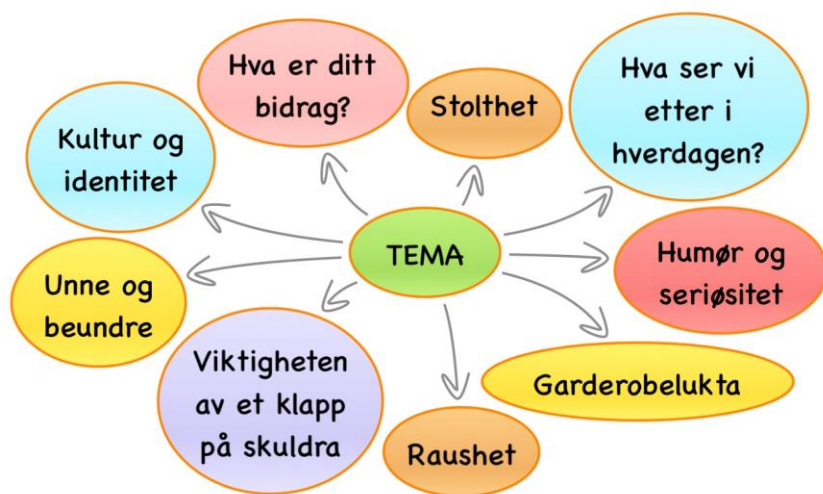 Hva er ditt
bidrag?
Stolthet
Hva ser vi
etter i
hverdagen?
Kultur og
identitet
TEMA
Humør og
seriøsitet
Unne og
beundre
Viktigheten
av et klapp
på skuldra
Garderobelukta
Raushet